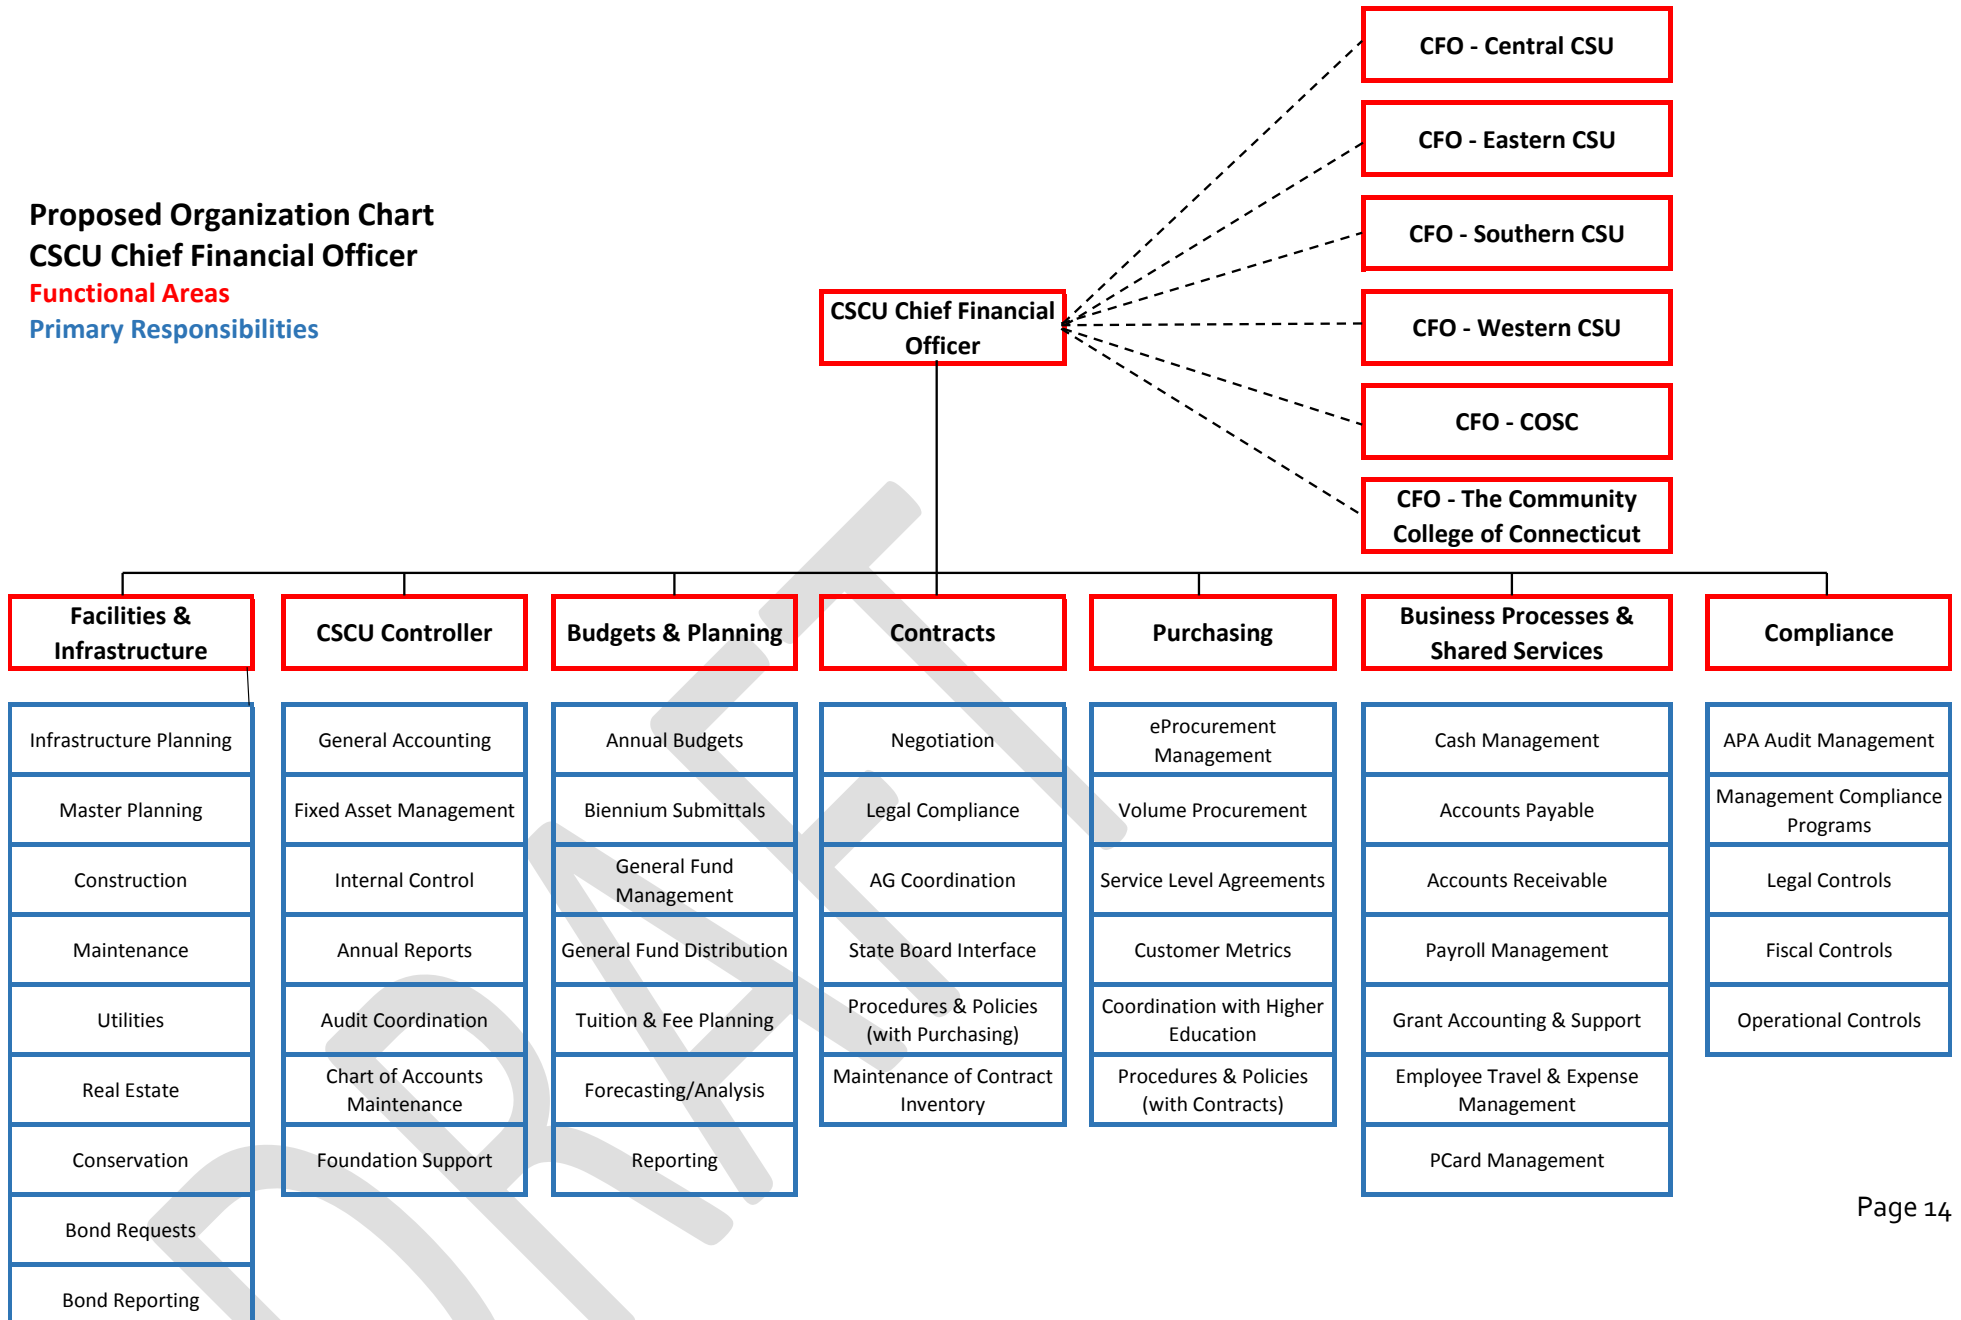 CFO - Central CSU
CFO - Eastern CSU
Proposed Organization Chart
CSCU Chief Financial Officer
Functional Areas
Primary Responsibilities
CFO - Southern CSU
CSCU Chief Financial
Officer
CFO - Western CSU
CFO - COSC
CFO - The Community
College of Connecticut
Facilities &
Infrastructure
CSCU Controller
Budgets & Planning
Contracts
Purchasing
Business Processes &
Shared Services
Compliance
Infrastructure Planning
Master Planning
Construction
Maintenance
Utilities
Real Estate
Conservation
Bond Requests
Bond Reporting
General Accounting
Fixed Asset Management
Internal Control
Annual Reports
Audit Coordination
Chart of Accounts
Maintenance
Foundation Support
Annual Budgets
Biennium Submittals
General Fund
Management
General Fund Distribution
Tuition & Fee Planning
Forecasting/Analysis
Reporting
Negotiation
Legal Compliance
AG Coordination
State Board Interface
Procedures & Policies
(with Purchasing)
Maintenance of Contract
Inventory
eProcurement
Management
Volume Procurement
Service Level Agreements
Customer Metrics
Coordination with Higher
Education
Procedures & Policies
(with Contracts)
Cash Management
Accounts Payable
Accounts Receivable
Payroll Management
Grant Accounting & Support
Employee Travel & Expense
Management
PCard Management
APA Audit Management
Management Compliance
Programs
Legal Controls
Fiscal Controls
Operational Controls
Page 14
DRAFT